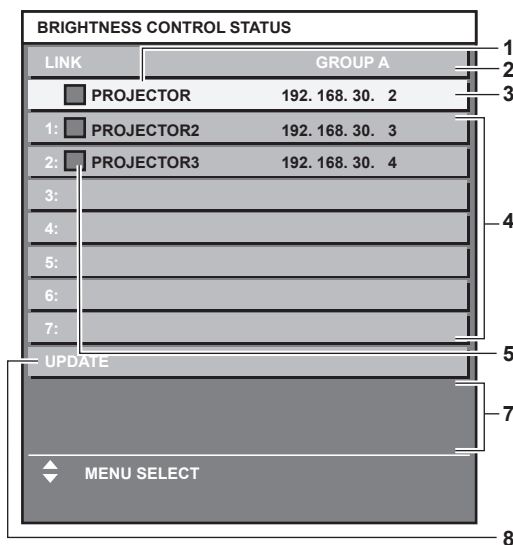 BRIGHTNESS CONTROL STATUS
LINK GROUP A
PROJECTOR 192. 168. 30. 2
1: PROJECTOR2 192. 168. 30. 3
2: PROJECTOR3 192. 168. 30. 4
3:
4:
5:
6:
7:
UPDATE
MENU SELECT
1
2
3
4
5
7
8